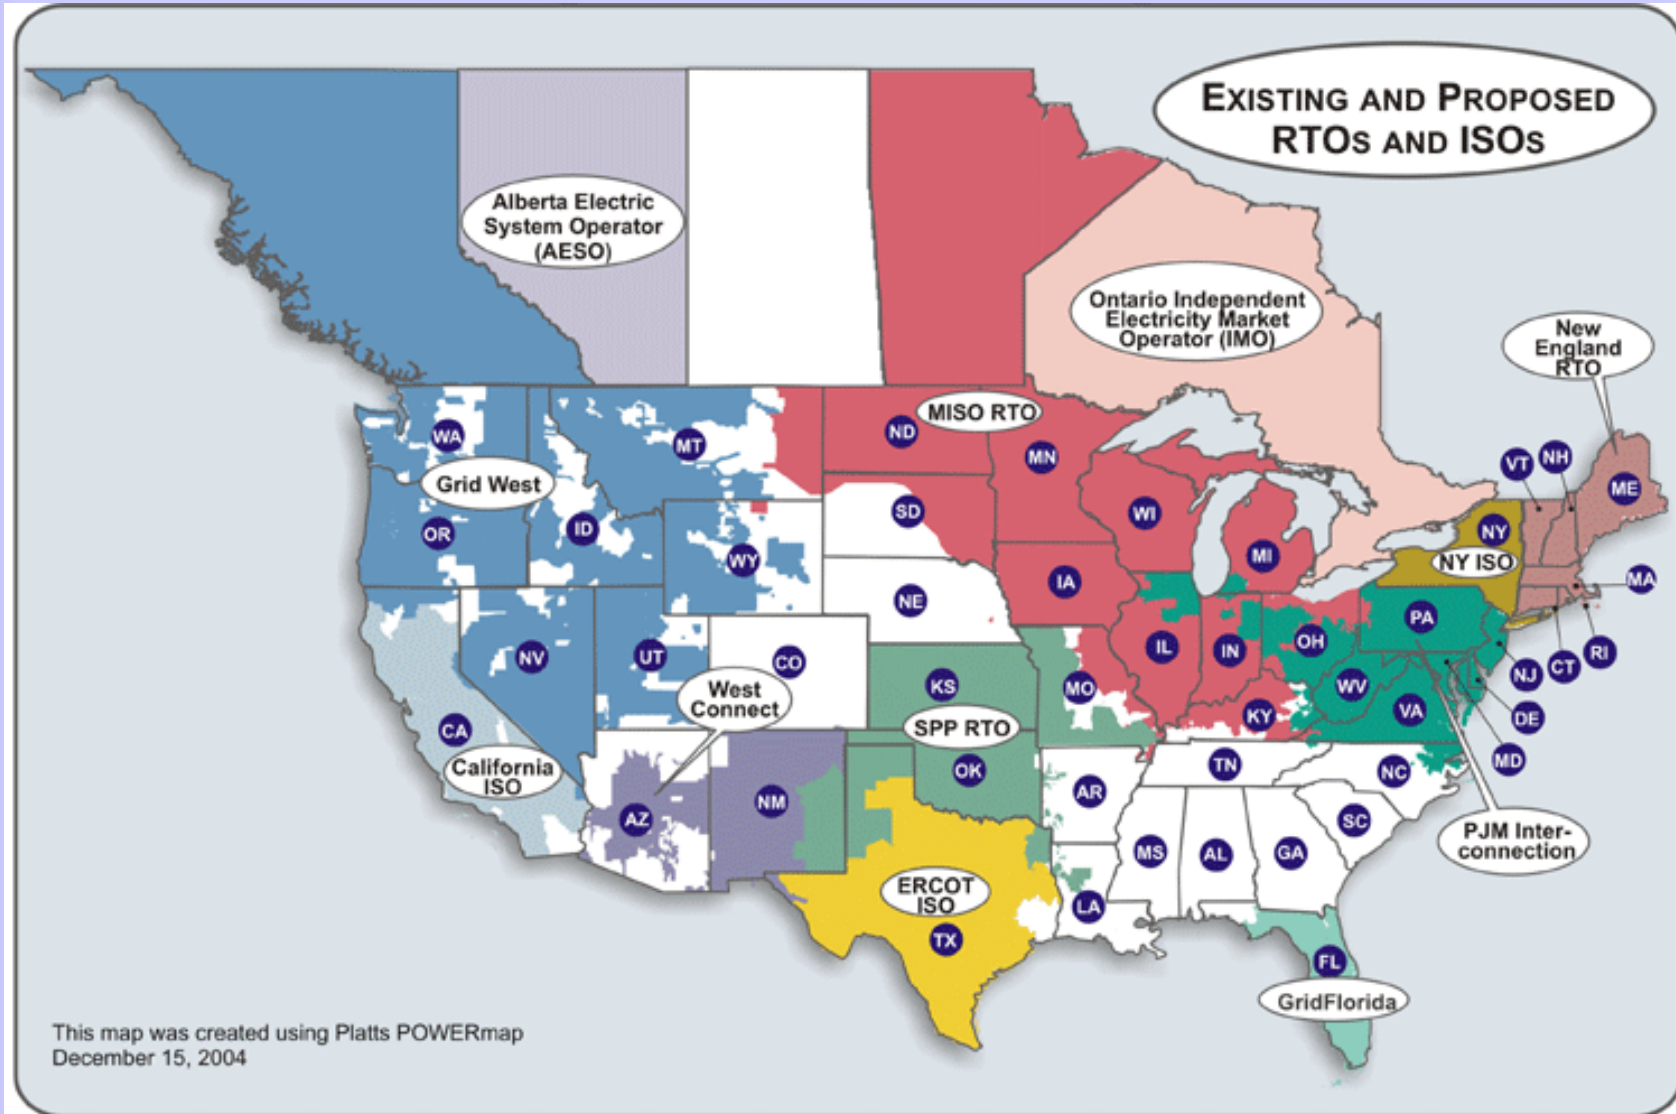 EXISTING AND PROPOSED
RTOS AND ISOS
Alberta Electric
System Operator
(AESO)
Ontario Independent
Electricity Market
Operator (IMO)
New
England
RTO
MISO RTO
ND
MN
WA
MT
Grid West
VT
NH
ME
OR
ID
SD
WI
NY
WY
MI
NY ISO
IA
MA
NE
PA
NV
UT
CO
IL
IN
OH
RI
CT
NJ
KS
MO
WV
West
Connect
KY
VA
DE
CA
SPP RTO
MD
California
ISO
OK
TN
NC
NM
AR
AZ
SC
PJM Inter-
connection
MS
AL
GA
ERCOT
ISO
LA
TX
FL
GridFlorida
This map was created using Platts POWERmap
December 15, 2004